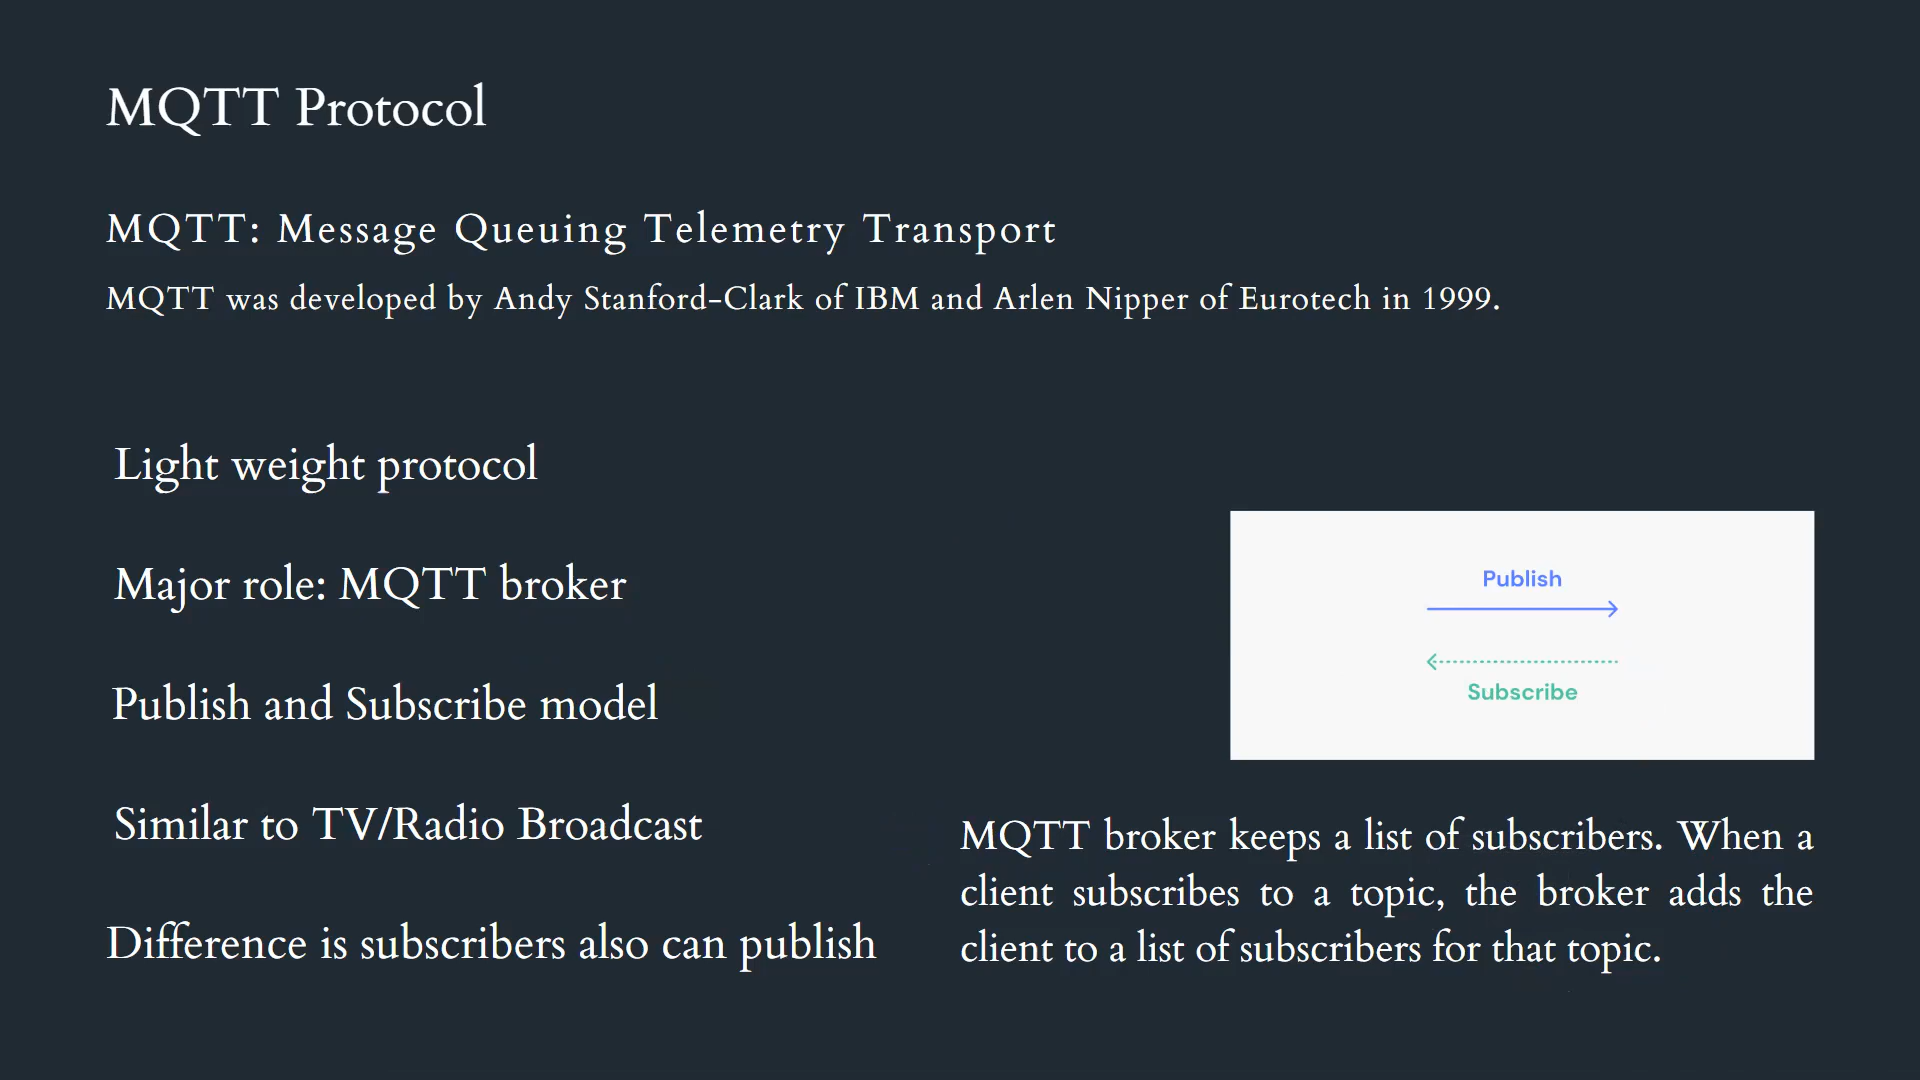 MQTT Protocol
MQTT: Message Queuing Telemetry Transport
MQTT was developed by Andy Stanford-Clark of IBM and Arlen Nipper of Eurotech in 1999.
Light weight protocol
Major role: MQTT broker
Publish and Subscribe model
Similar to TV/Radio Broadcast
Difference is subscribers also can publish
Publish
Subscribe
MQTT broker keeps a list of subscribers. When a
client subscribes to a topic, the broker adds the
client to a list of subscribers for that topic.